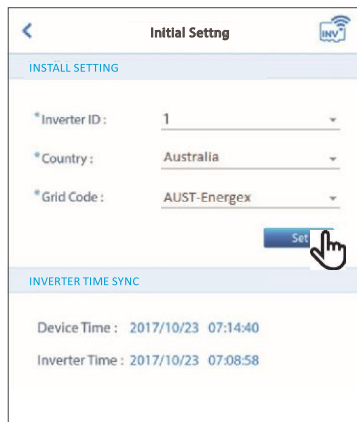 Initial Settng
INV
INSTALL SETTING
*Inverter ID : 1
*Country : Australia
*Grid Code : AUST-Energex
Set
INVERTER TIME SYNC
Device Time : 2017/10/23 07:14:40
Inverter Time : 2017/10/23 07:08:58